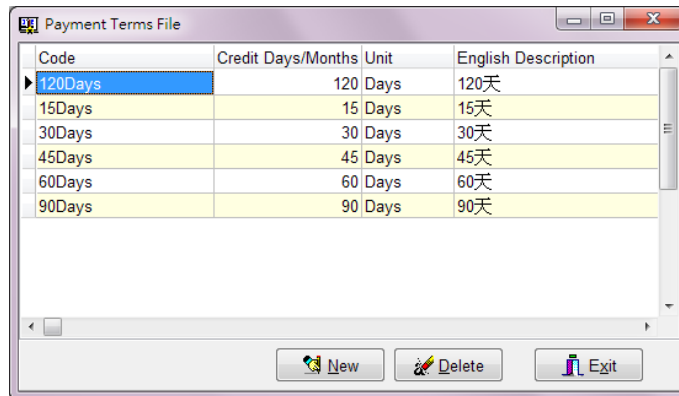 Payment Terms File
Code Credit Days/Months Unit English Description
120Days 120 Days 120天
15Days 15 Days 15天
30Days 30 Days 30天
45Days 45 Days 45天
60Days 60 Days 60天
90Days 90 Days 90天
New Delete Exit